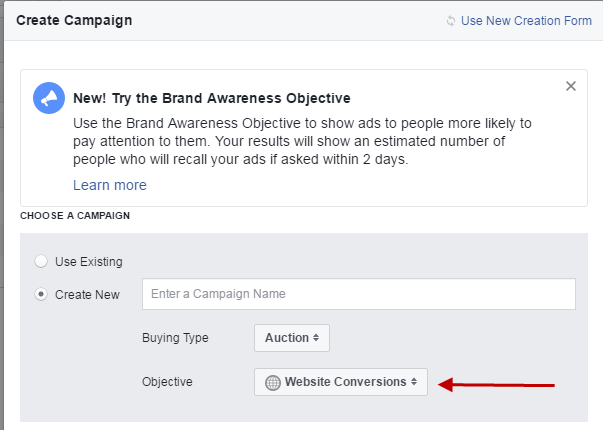 Create Campaign
Use New Creation Form
New! Try the Brand Awareness Objective
Use the Brand Awareness Objective to show ads to people more likely to
pay attention to them. Your results will show an estimated number of
people who will recall your ads if asked within 2 days.
Learn more
CHOOSE A CAMPAIGN
Use Existing
Create New
Enter a Campaign Name
Buying Type
Auction
Objective
Website Conversions